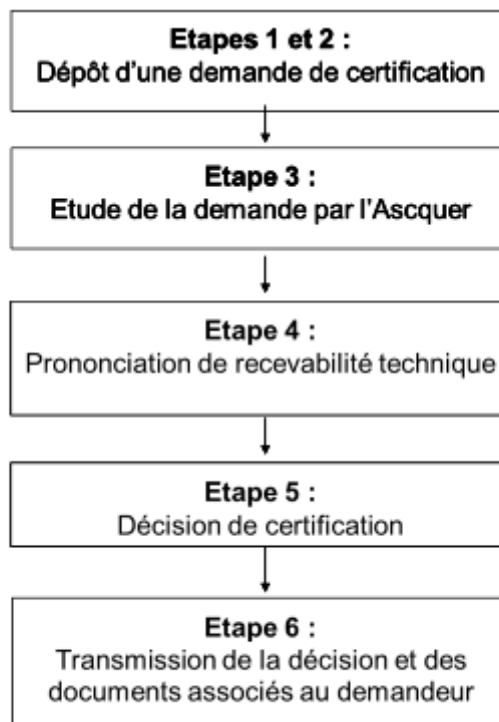 Etapes 1 et 2 :
Dépôt d'une demande de certification
Etape 3 :
Etude de la demande par l'Ascquer
Etape 4 :
Prononciation de recevabilité technique
Etape 5 :
Décision de certification
Etape 6 :
Transmission de la décision et des
documents associés au demandeur